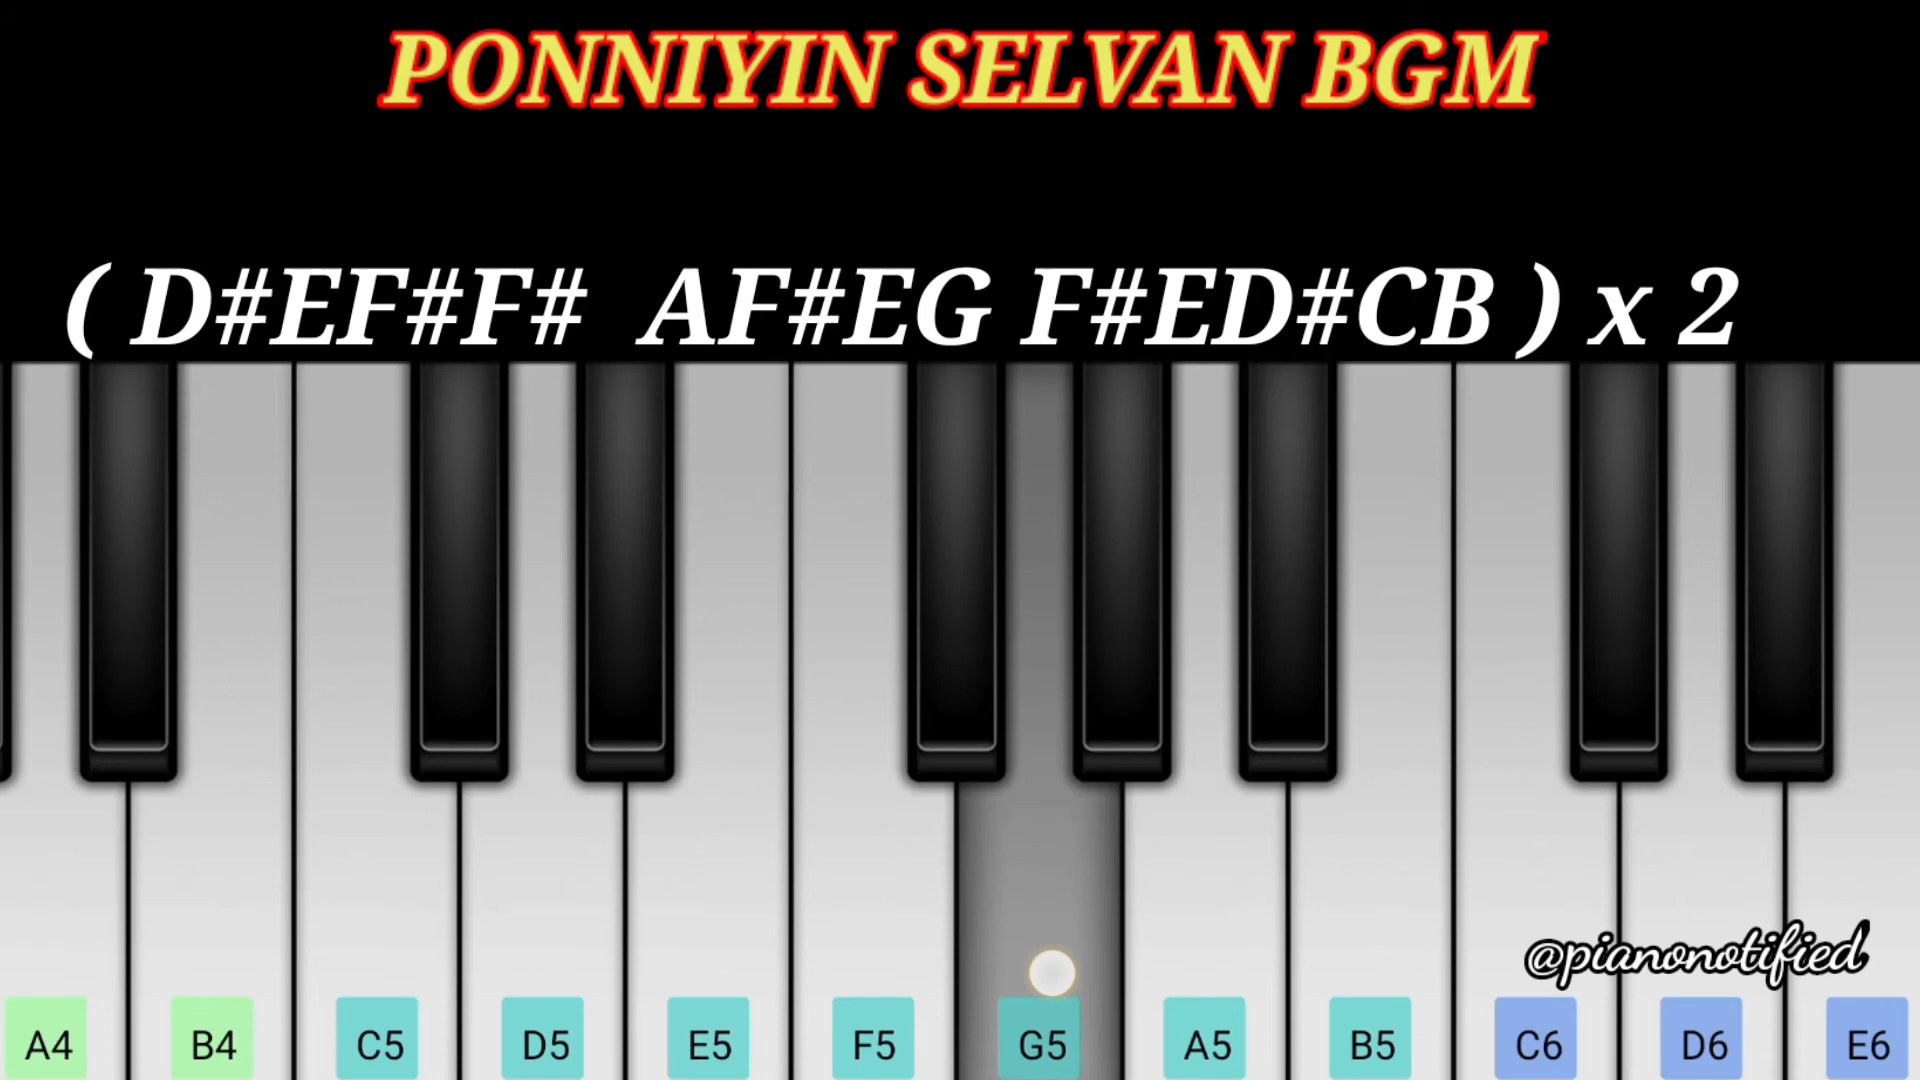 PONNIYIN SELVAN BGM
( D#EF#F# AF#EG F#ED#CB ) x 2
@pianonotified
A4 B4 C5 D5 E5 F5 G5 A5 B5 C6 D6 E6